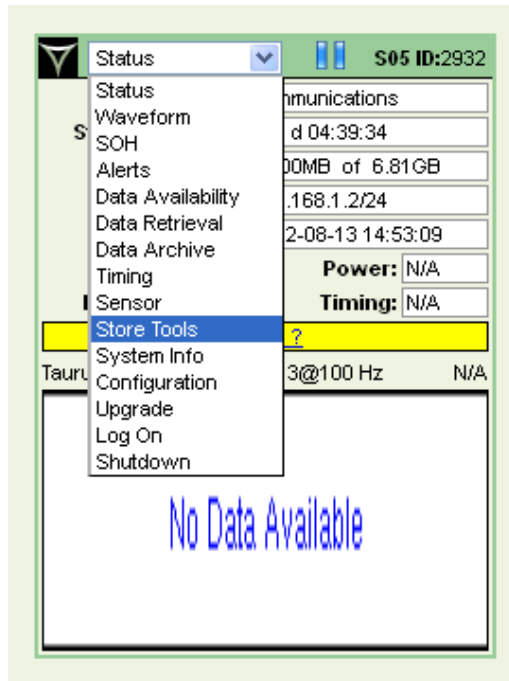 Status S05 ID:2932
Status
Waveform
SOH
Alerts
Data Availability
Data Retrieval
Data Archive
Timing
Sensor
Store Tools
System Info
Configuration
Upgrade
Log On
Shutdown
d 04:39:34
of 6.81GB
.168.1.2/24
2-08-13 14:53:09
Power: N/A
Timing: N/A
?
3@100 Hz N/A
No Data Available